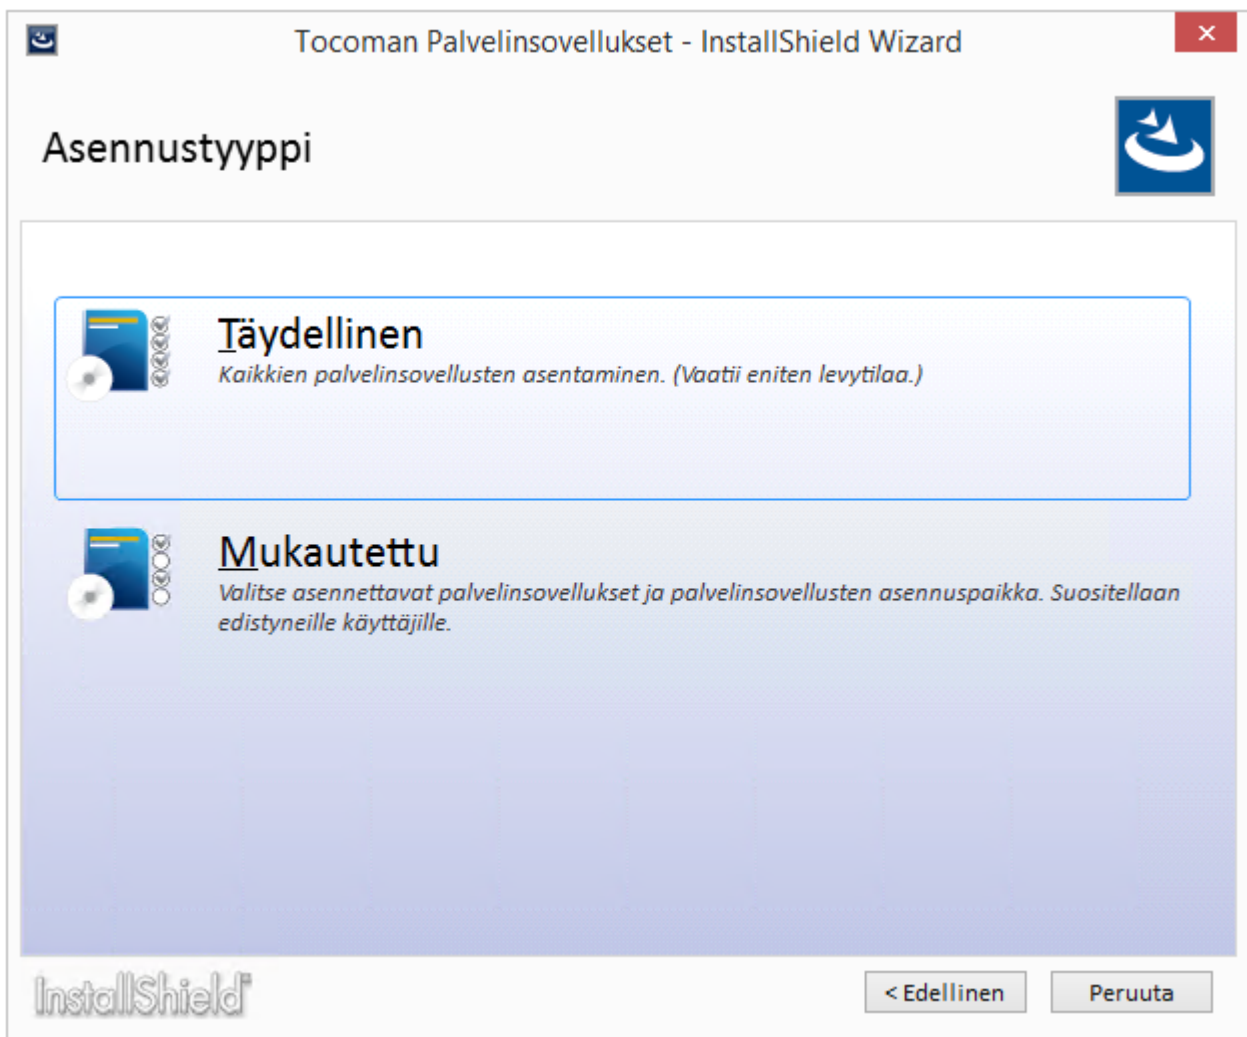 Tocoman Palvelinsovellukset - InstallShield Wizard
Asennustyyppi
Täydellinen
Kaikkien palvelinsovellusten asentaminen. (Vaatii eniten levytilaa.)
Mukautettu
Valitse asennettavat palvelinsovellukset ja palvelinsovellusten asennuspaikka. Suositellaan
edistyneille käyttäjille.
InstallShield
< Edellinen
Peruuta